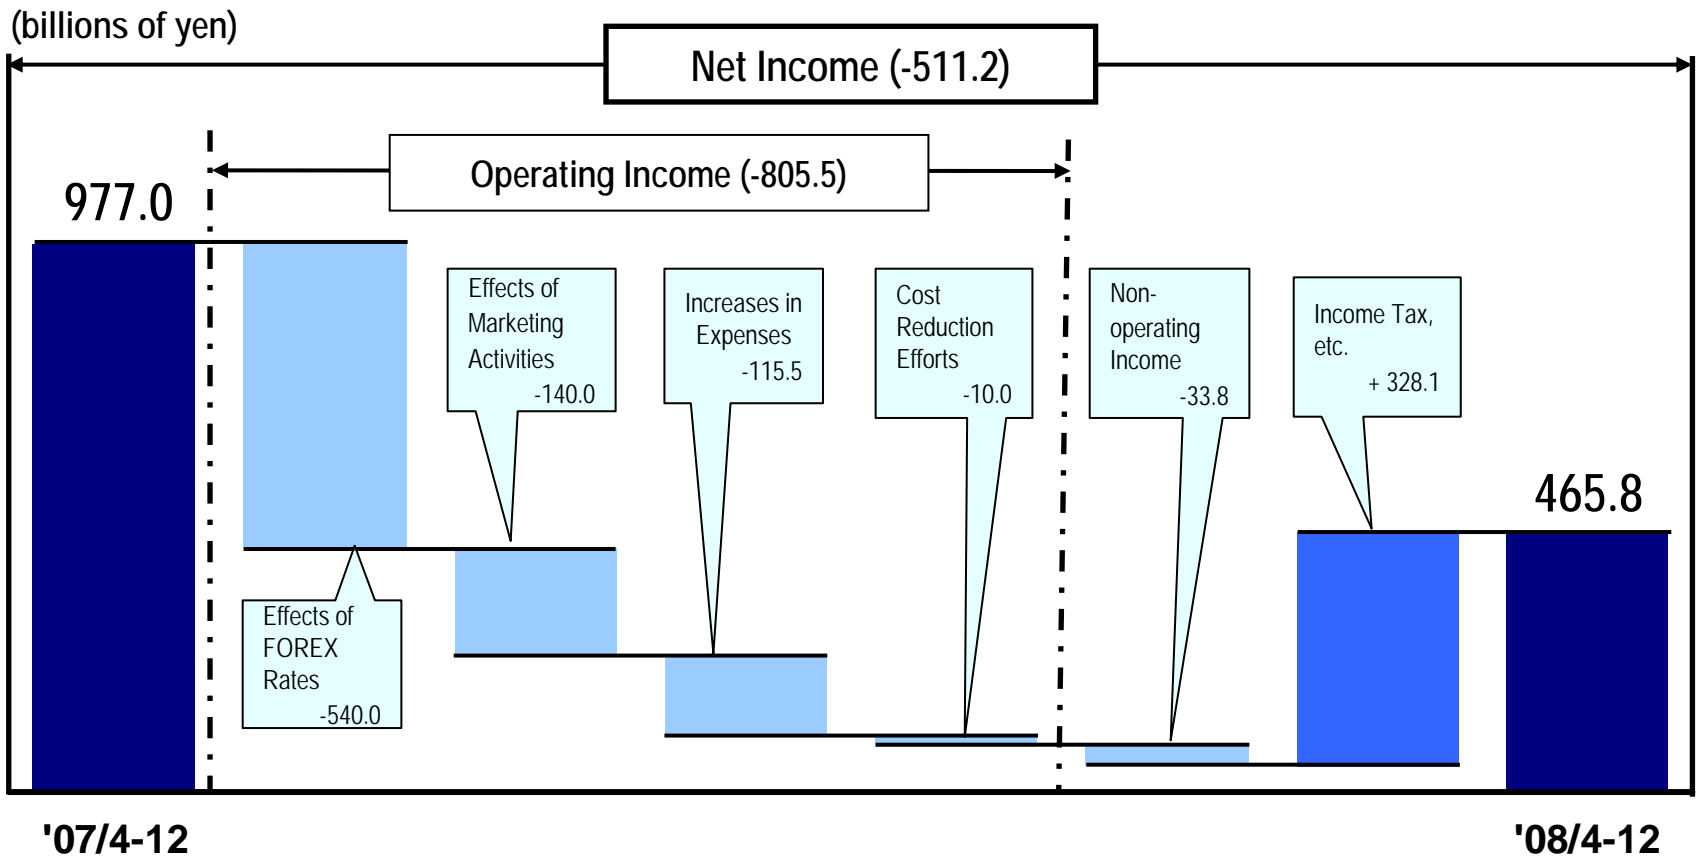 (billions of yen)
Net Income (-511.2)
Operating Income (-805.5)
977.0
Effects of
FOREX
Rates
-540.0
Effects of
Marketing
Activities
-140.0
Increases in
Expenses
-115.5
Cost
Reduction
Efforts
-10.0
Non-
operating
Income
-33.8
Income Tax,
etc.
+ 328.1
465.8
'07/4-12
'08/4-12